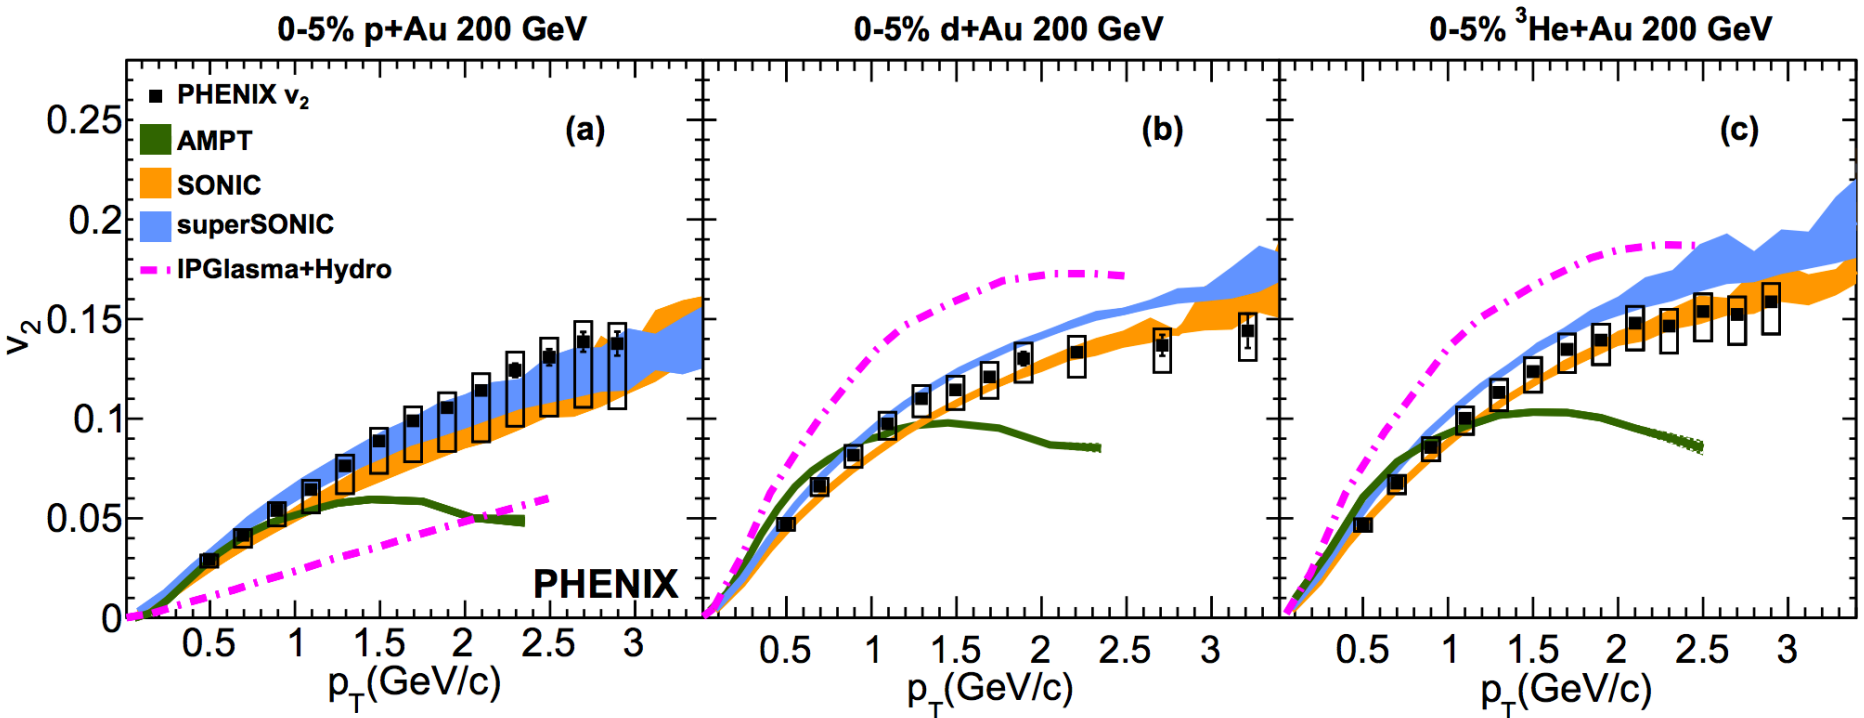 0-5% p+Au 200 GeV
0-5% d+Au 200 GeV
0-5% ³He+Au 200 GeV
v₂
0.25
0.2
0.15
0.1
0.05
0
PHENIX v₂
AMPT
SONIC
superSONIC
IPGlasma+Hydro
(a)
PHENIX
(b)
(c)
0.5 1 1.5 2 2.5 3
0.5 1 1.5 2 2.5 3
0.5 1 1.5 2 2.5 3
p_T(GeV/c)
p_T(GeV/c)
p_T(GeV/c)